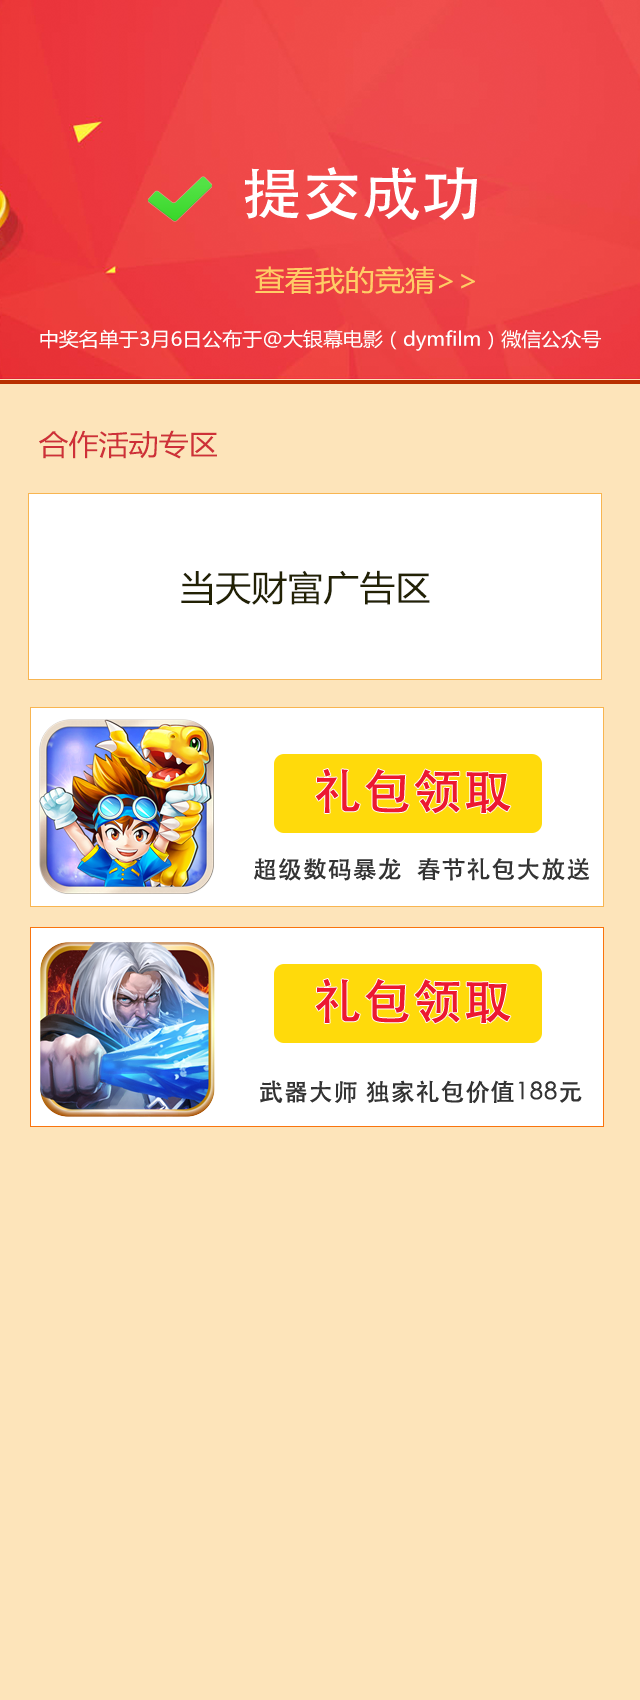 提交成功
查看我的竞猜>>
中奖名单于3月6日公布于@大银幕电影（dymfilm）微信公众号
合作活动专区
当天财富广告区
礼包领取
超级数码暴龙 春节礼包大放送
礼包领取
武器大师 独家礼包价值188元